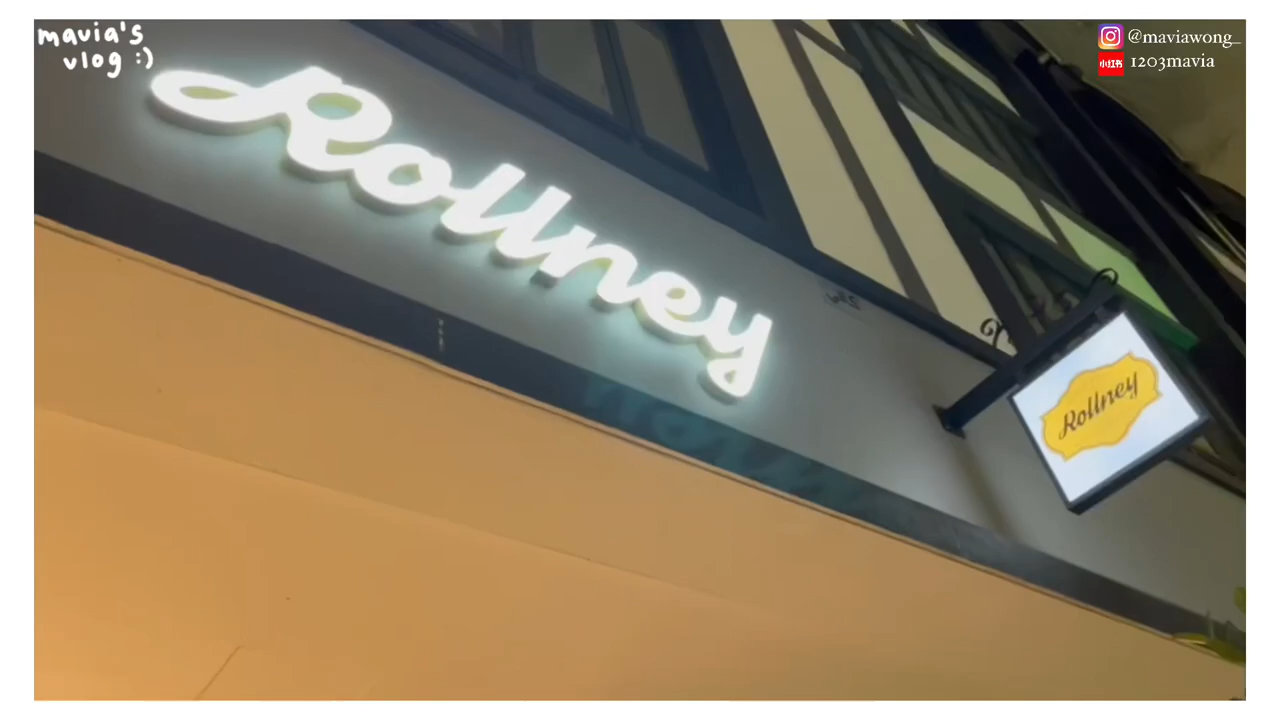 mavia's
vlog :)
@maviawong_
小红书 1203mavia
Rollney
Rollney